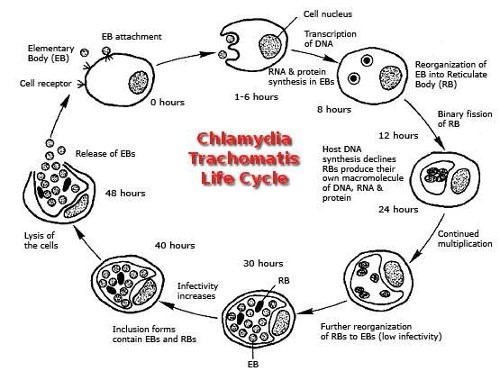 Cell nucleus
EB attachment
Elementary
Body (EB)
Transcription
of DNA
Cell receptor
RNA & protein
synthesis in EBs
Reorganization of
EB into Reticulate
Body (RB)
0 hours
1-6 hours
8 hours
Binary fission
of RB
Chlamydia
Trachomatis
Life Cycle
12 hours
Host DNA
synthesis declines
RBs produce their
own macromolecule
of DNA, RNA &
protein
Release of EBs
48 hours
24 hours
Lysis of
the cells
Continued
multiplication
40 hours
30 hours
RB
Infectivity
increases
Inclusion forms
contain EBs and RBs
Further reorganization
of RBs to EBs (low infectivity)
EB